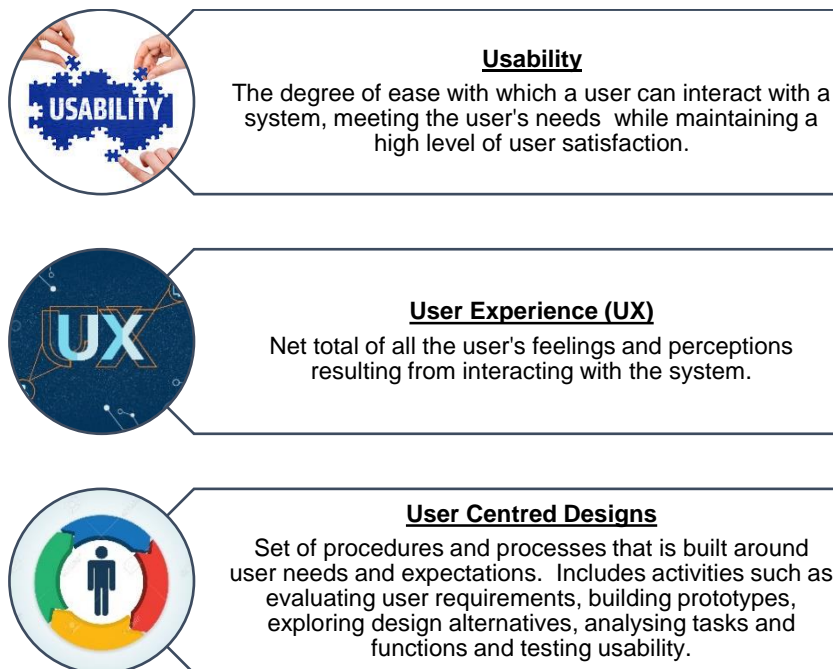 USABILITY
Usability
The degree of ease with which a user can interact with a
system, meeting the user's needs while maintaining a
high level of user satisfaction.
UX
User Experience (UX)
Net total of all the user's feelings and perceptions
resulting from interacting with the system.
User Centred Designs
Set of procedures and processes that is built around
user needs and expectations. Includes activities such as
evaluating user requirements, building prototypes,
exploring design alternatives, analysing tasks and
functions and testing usability.